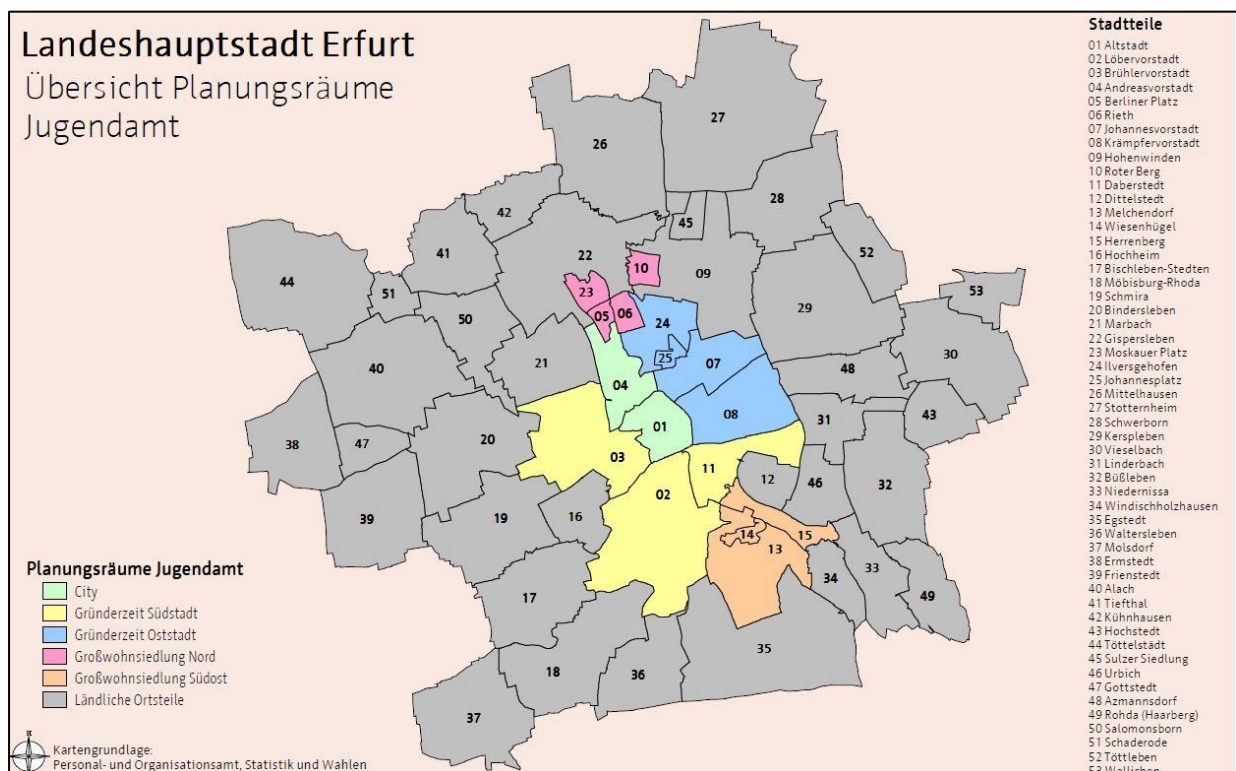 Landeshauptstadt Erfurt
Übersicht Planungsräume
Jugendamt
27
26
28
42
45
41
22
52
44
10
09
53
51
23
50
05
06
24
29
30
21
25
07
40
04
48
08
43
01
31
38
47
20
03
11
12
46
32
02
39
19
16
14
15
13
34
33
17
49
35
18
36
37
Planungsräume Jugendamt
City
Gründerzeit Südstadt
Gründerzeit Oststadt
Großwohnsiedlung Nord
Großwohnsiedlung Südost
Ländliche Ortsteile
N
Kartengrundlage:
Personal- und Organisationsamt, Statistik und Wahlen
Stadtteile
01 Altstadt
02 Löbervorstadt
03 Brühlervorstadt
04 Andreasvorstadt
05 Berliner Platz
06 Rieth
07 Johannesvorstadt
08 Krämpfervorstadt
09 Hohenwinden
10 Roter Berg
11 Daberstedt
12 Dittelstedt
13 Melchendorf
14 Wiesenhügel
15 Herrenberg
16 Hochheim
17 Bischleben-Stedten
18 Möbisburg-Rhoda
19 Schmira
20 Bindersleben
21 Marbach
22 Gispersleben
23 Moskauer Platz
24 Ilversgehofen
25 Johannesplatz
26 Mittelhausen
27 Stotternheim
28 Schwerborn
29 Kerspleben
30 Vieselbach
31 Linderbach
32 Büßleben
33 Niedernissa
34 Windischholzhausen
35 Egstedt
36 Waltersleben
37 Molsdorf
38 Ermstedt
39 Frienstedt
40 Alach
41 Tiefthal
42 Kühnhausen
43 Hochstedt
44 Töttelstädt
45 Sulzer Siedlung
46 Urbich
47 Gottstedt
48 Azmannsdorf
49 Rohda (Haarberg)
50 Salomonsborn
51 Schaderode
52 Töttleben
53 Wallichen